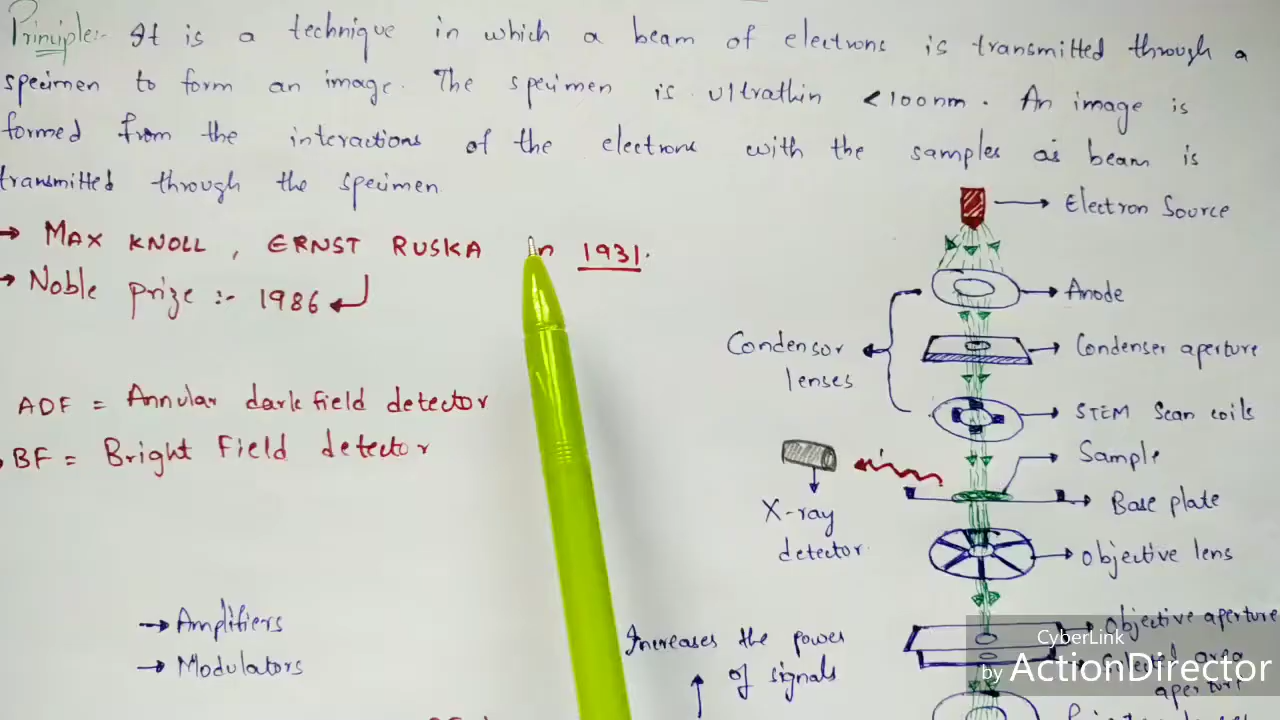 Principle:- It is a technique in which a beam of electrons is transmitted through a
specimen to form an image. The specimen is ultrathin <100nm. An image is
formed from the interactions of the electrons with the samples as beam is
transmitted through the specimen
→ MAX KNOLL, ERNST RUSKA in 1931.
→ Noble prize :- 1986
ADF = Annular dark field detector
BF = Bright Field detector
→ Amplifiers
→ Modulators
Electron Source
Anode
Condensor
lenses
Condenser aperture
STEM Scan coils
Sample
X-ray
detector
Base plate
Objective lens
Increases the power
of signals
Objective aperture
Selected area
aperture
CyberLink
by ActionDirector